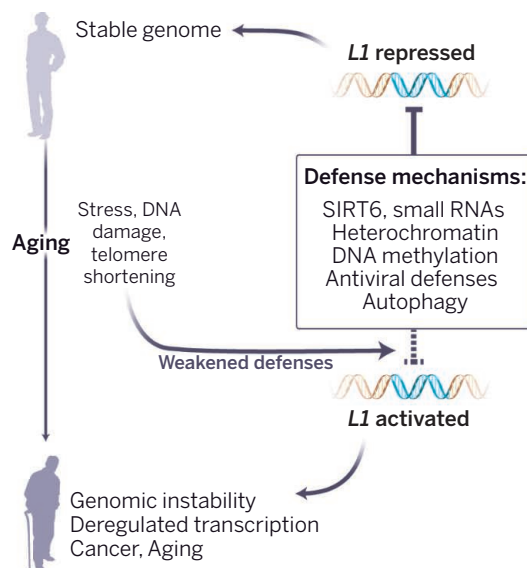 Stable genome
L1 repressed
Defense mechanisms:
SIRT6, small RNAs
Heterochromatin
DNA methylation
Antiviral defenses
Autophagy
Aging
Stress, DNA
damage,
telomere
shortening
Weakened defenses
L1 activated
Genomic instability
Deregulated transcription
Cancer, Aging